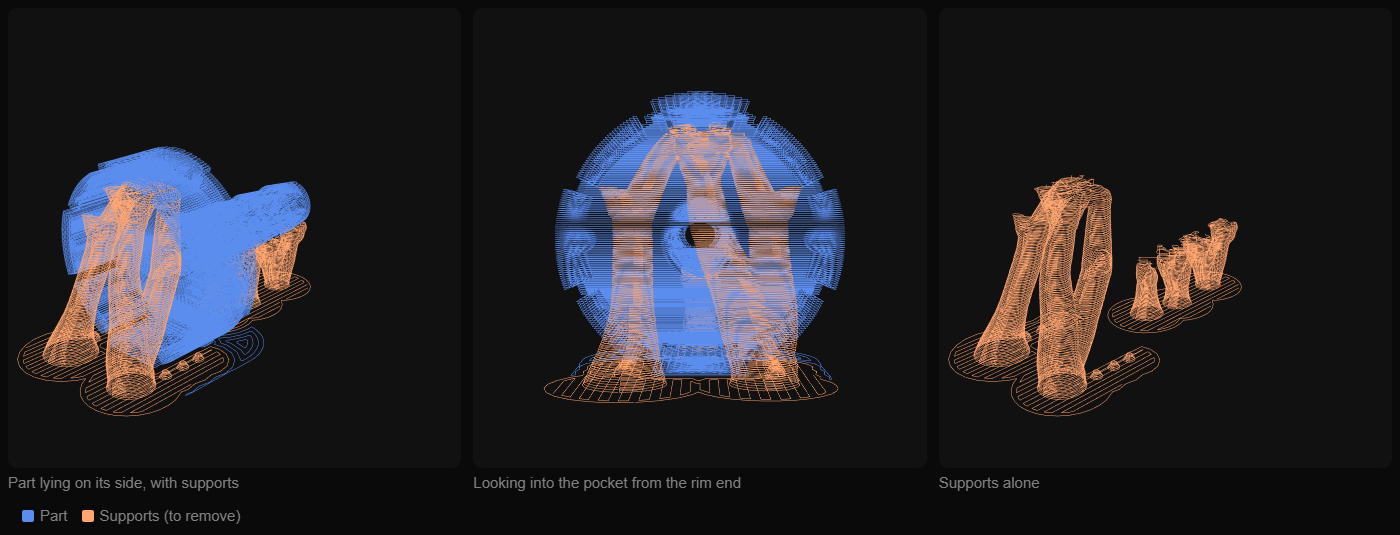 Part lying on its side, with supports
Looking into the pocket from the rim end
Supports alone
Part
Supports (to remove)